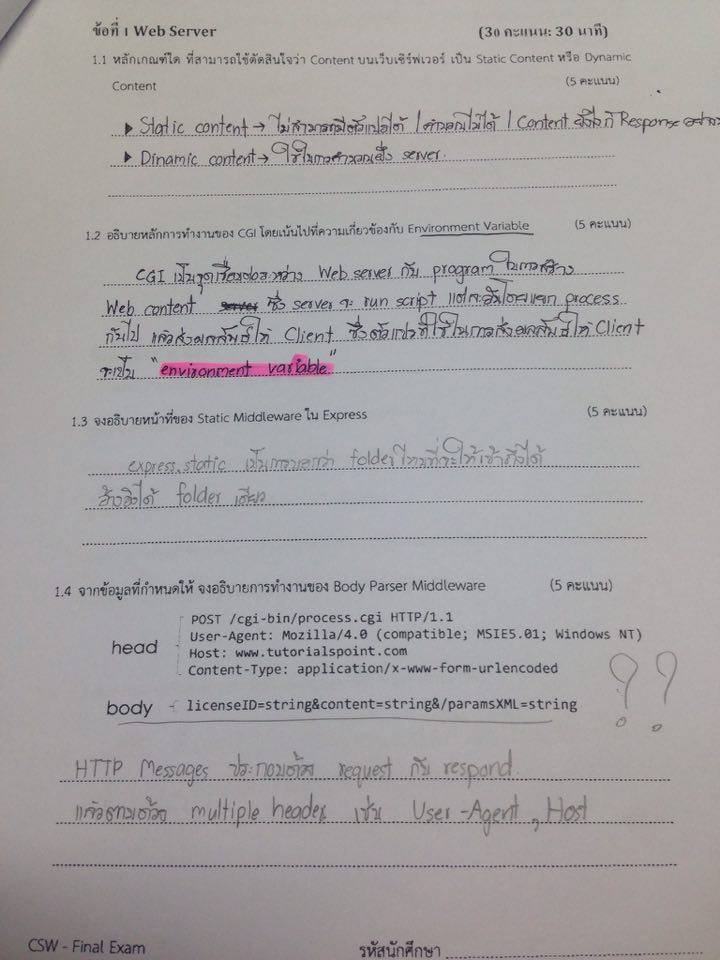 ข้อที่ 1 Web Server (30 คะแนน: 30 นาที)
1.1 หลักเกณฑ์ใด ที่สามารถใช้ตัดสินใจว่า Content บนเว็บเซิร์ฟเวอร์ เป็น Static Content หรือ Dynamic
Content (5 คะแนน)
Static content → ไม่สามารถมีตัวแปรได้ / คำนวณไม่ได้ / Content Response
Dinamic content → ใช้ในการคำนวณ server.
1.2 อธิบายหลักการทำงานของ CGI โดยเน้นไปที่ความเกี่ยวข้องกับ Environment Variable (5 คะแนน)
CGI เป็นจุดเชื่อมต่อระหว่าง Web server กับ program ในการสร้าง
Web content ซึ่ง server จะ run script แต่ละอันโดยแยก process
กันไป แล้วส่งผลลัพธ์ให้ Client ซึ่งตัวแปรที่ใช้ในการส่งผลลัพธ์ให้ Client
จะเป็น "environment variable"
1.3 จงอธิบายหน้าที่ของ Static Middleware ใน Express (5 คะแนน)
express.static เป็นการบอกว่า folder ไหนที่จะให้เข้าถึงได้
อ้างอิงได้ folder เดียว
1.4 จากข้อมูลที่กำหนดให้ จงอธิบายการทำงานของ Body Parser Middleware (5 คะแนน)
POST /cgi-bin/process.cgi HTTP/1.1
User-Agent: Mozilla/4.0 (compatible; MSIE5.01; Windows NT)
head Host: www.tutorialspoint.com
Content-Type: application/x-www-form-urlencoded
body licenseID=string&content=string&/paramsXML=string
??
HTTP Messages ประกอบด้วย request กับ respond
แล้วตามด้วย multiple header เช่น User-Agent, Host
CSW - Final Exam รหัสนักศึกษา